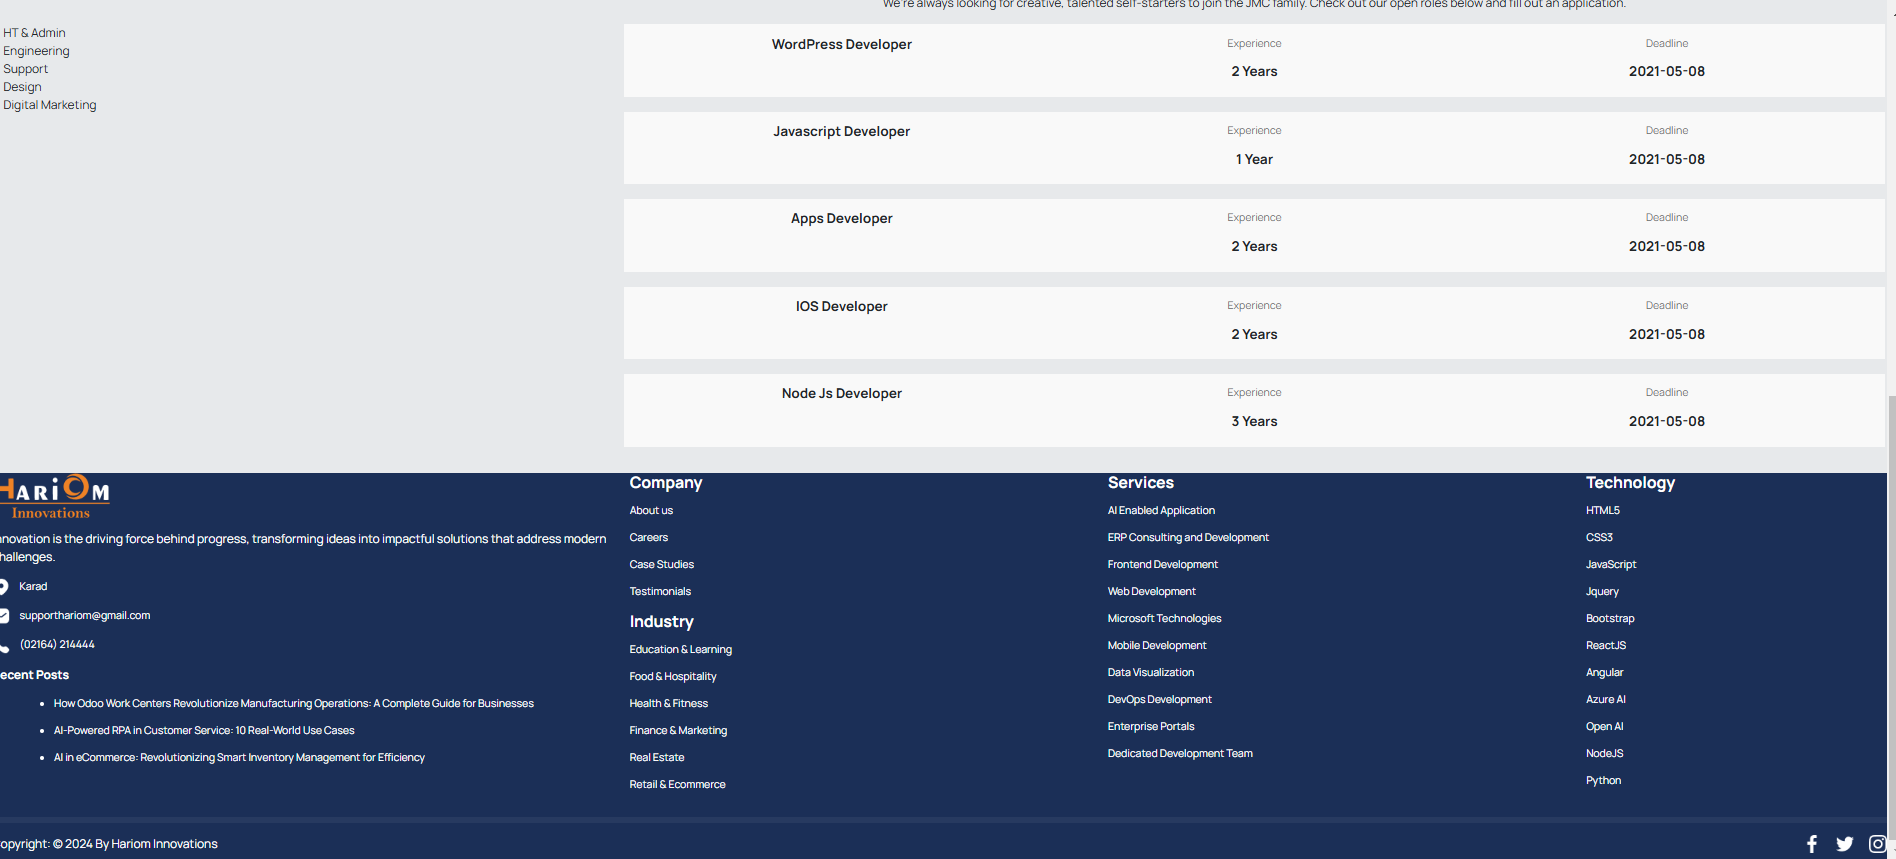 We're always looking for creative, talented self-starters to join the JMC family. Check out our open roles below and fill out an application.
HT & Admin
Engineering
Support
Design
Digital Marketing
WordPress Developer
Experience
2 Years
Deadline
2021-05-08
Javascript Developer
Experience
1 Year
Deadline
2021-05-08
Apps Developer
Experience
2 Years
Deadline
2021-05-08
IOS Developer
Experience
2 Years
Deadline
2021-05-08
Node Js Developer
Experience
3 Years
Deadline
2021-05-08
HARIOM
Innovations
nnovation is the driving force behind progress, transforming ideas into impactful solutions that address modern
hallenges.
Karad
supporthariom@gmail.com
(02164) 214444
ecent Posts
• How Odoo Work Centers Revolutionize Manufacturing Operations: A Complete Guide for Businesses
• AI-Powered RPA in Customer Service: 10 Real-World Use Cases
• AI in eCommerce: Revolutionizing Smart Inventory Management for Efficiency
Company
About us
Careers
Case Studies
Testimonials
Industry
Education & Learning
Food & Hospitality
Health & Fitness
Finance & Marketing
Real Estate
Retail & Ecommerce
Services
AI Enabled Application
ERP Consulting and Development
Frontend Development
Web Development
Microsoft Technologies
Mobile Development
Data Visualization
DevOps Development
Enterprise Portals
Dedicated Development Team
Technology
HTML5
CSS3
JavaScript
Jquery
Bootstrap
ReactJS
Angular
Azure AI
Open AI
NodeJS
Python
opyright: © 2024 By Hariom Innovations